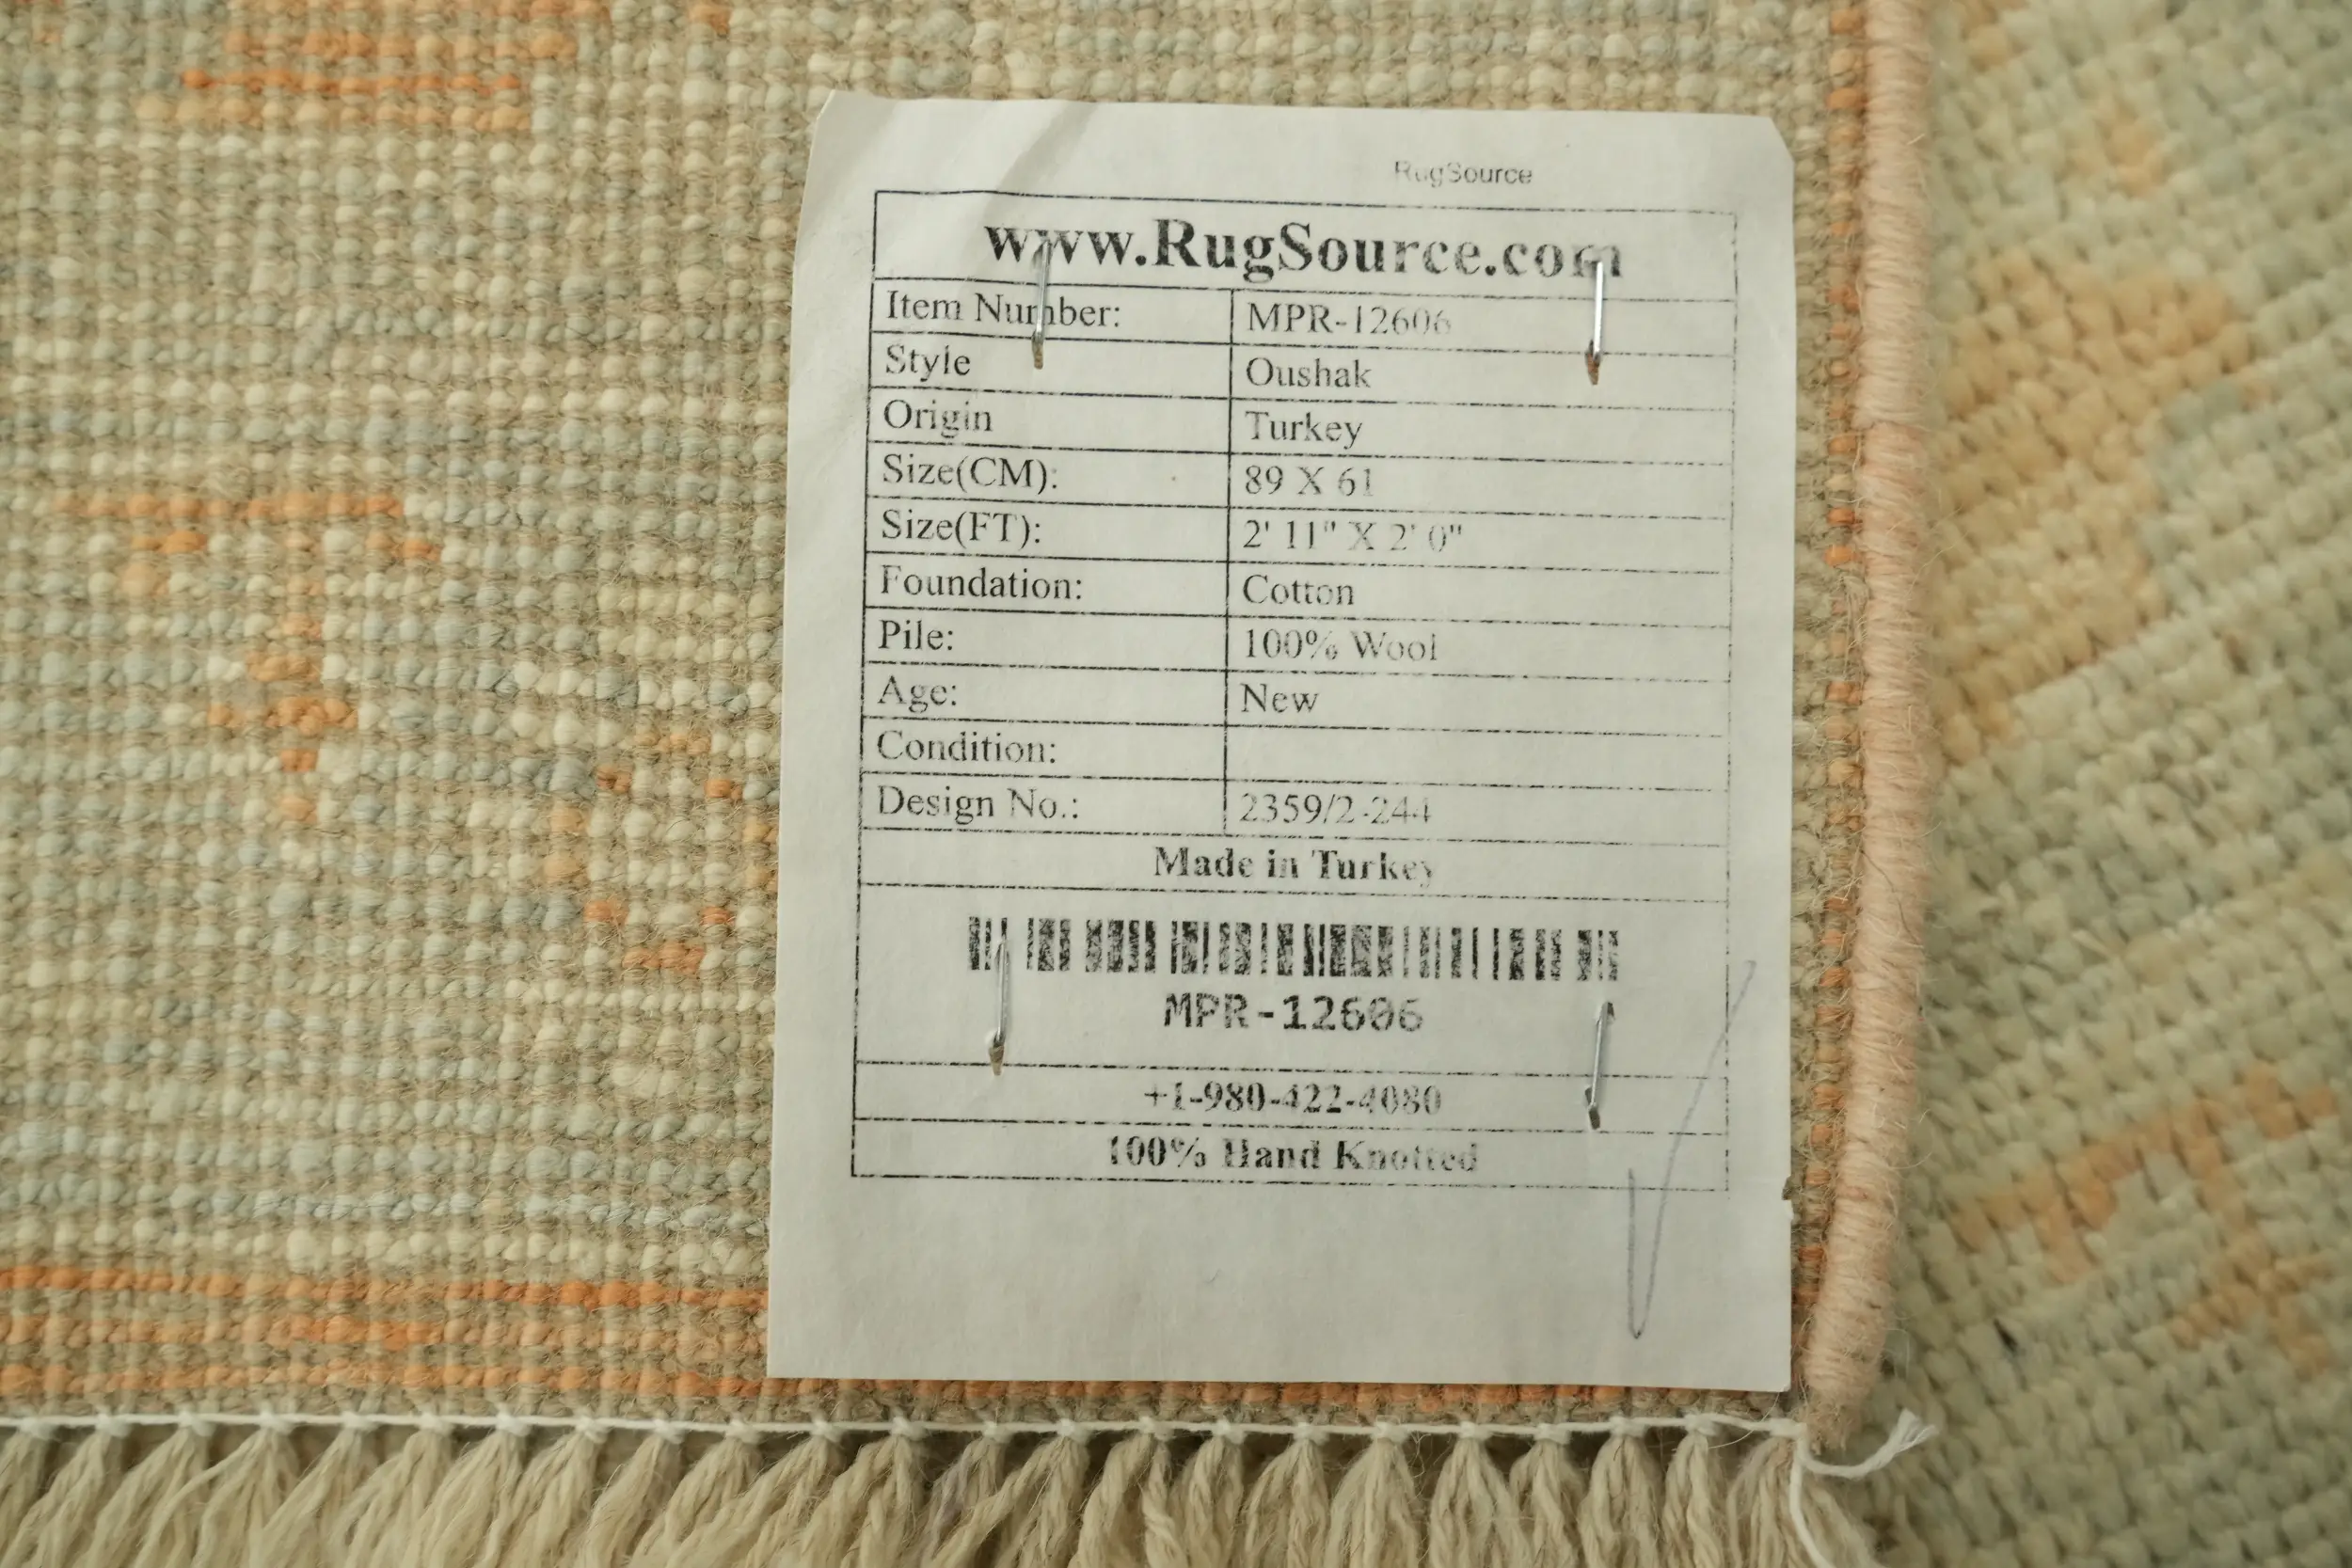 RugSource
www.RugSource.com
Item Number: MPR-12606
Style Oushak
Origin Turkey
Size(CM): 89 X 61
Size(FT): 2' 11" X 2' 0"
Foundation: Cotton
Pile: 100% Wool
Age: New
Condition:
Design No.: 2359/2-244
Made in Turkey
MPR-12606
+1-980-422-4080
100% Hand Knotted